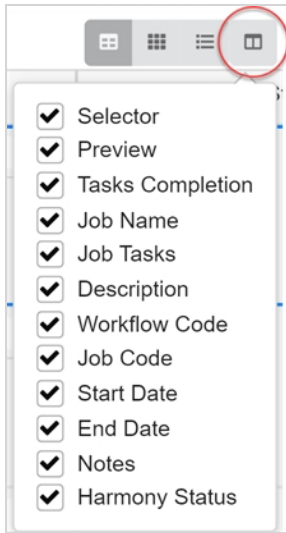 Selector
Preview
Tasks Completion
Job Name
Job Tasks
Description
Workflow Code
Job Code
Start Date
End Date
Notes
Harmony Status